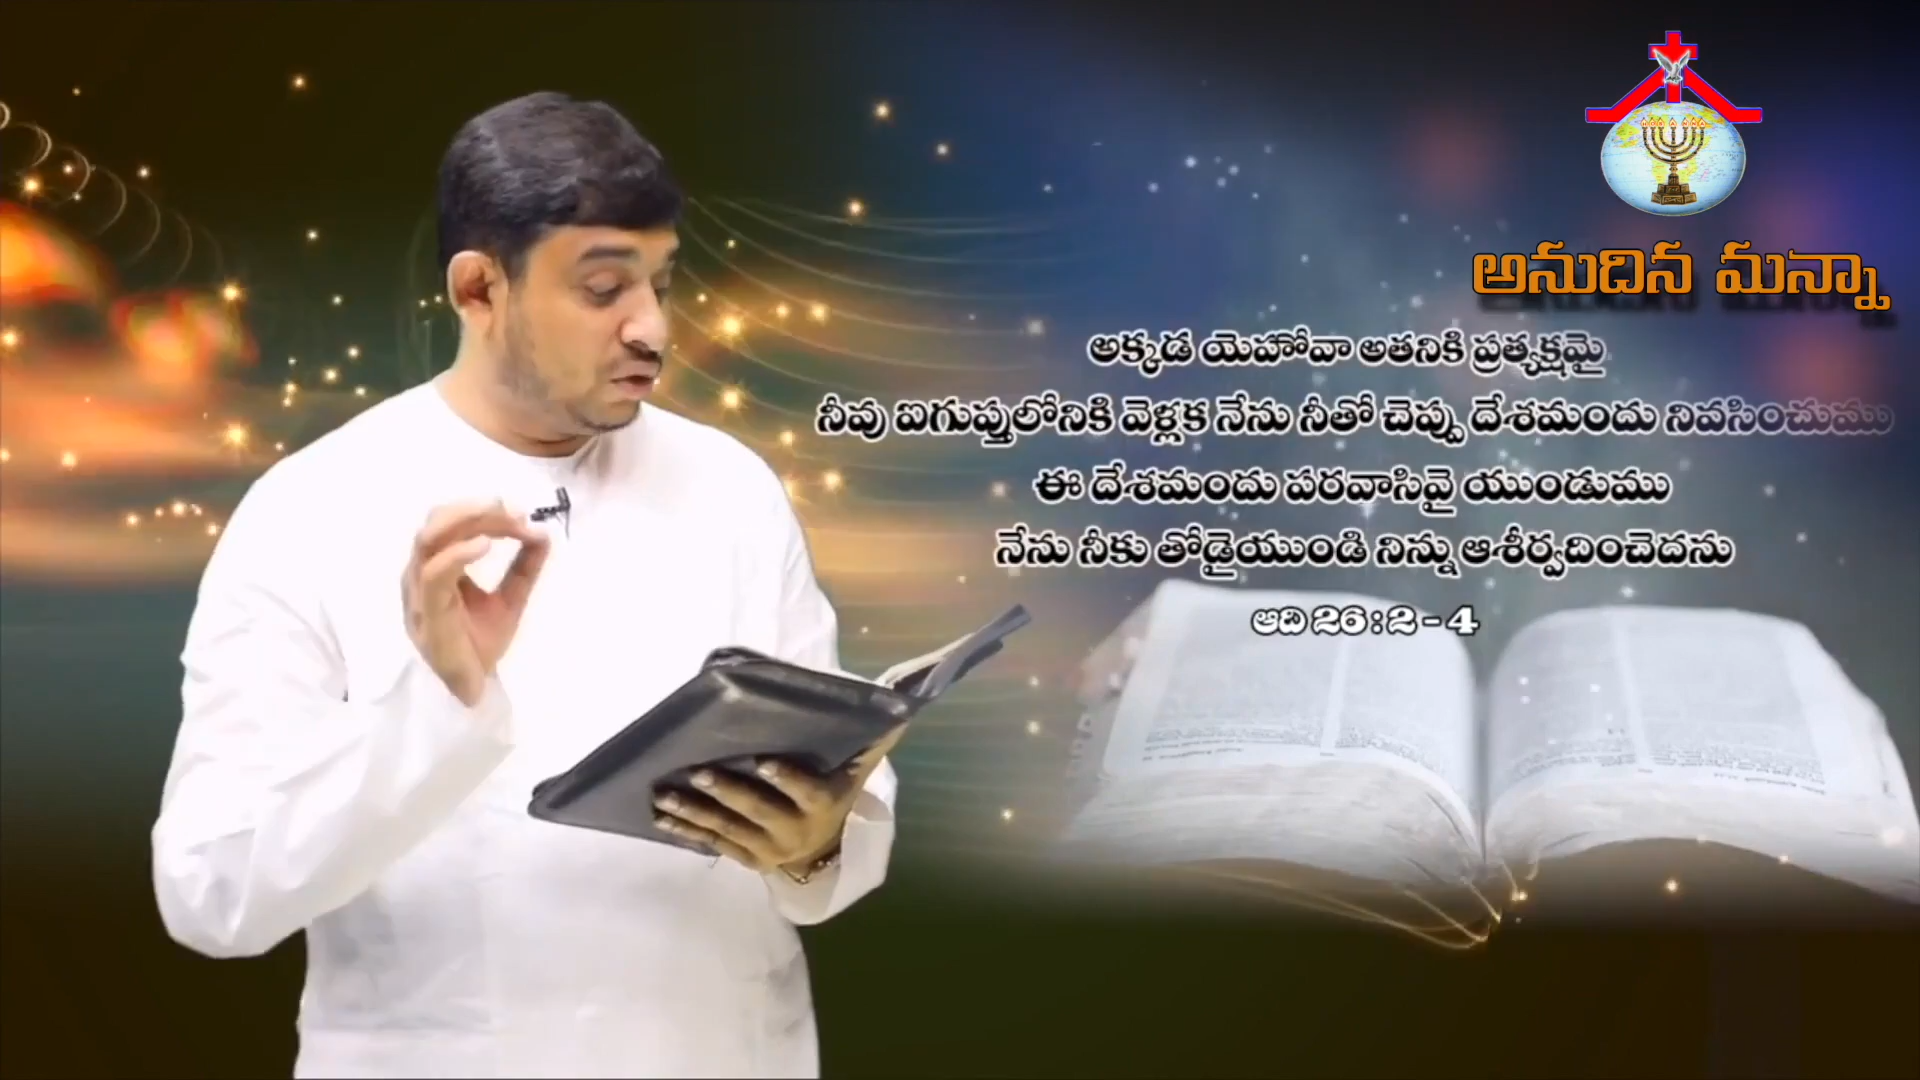 అనుదిన మన్నా
అక్కడ యెహోవా అతనికి ప్రత్యక్షమై
నీవు ఐగుప్తులోనికి వెళ్లక నేను నీతో చెప్పు దేశమందు నివసించుము
ఈ దేశమందు పరవాసివై యుండుము
నేను నీకు తోడైయుండి నిన్ను ఆశీర్వదించెదను
ఆది 26 : 2 - 4